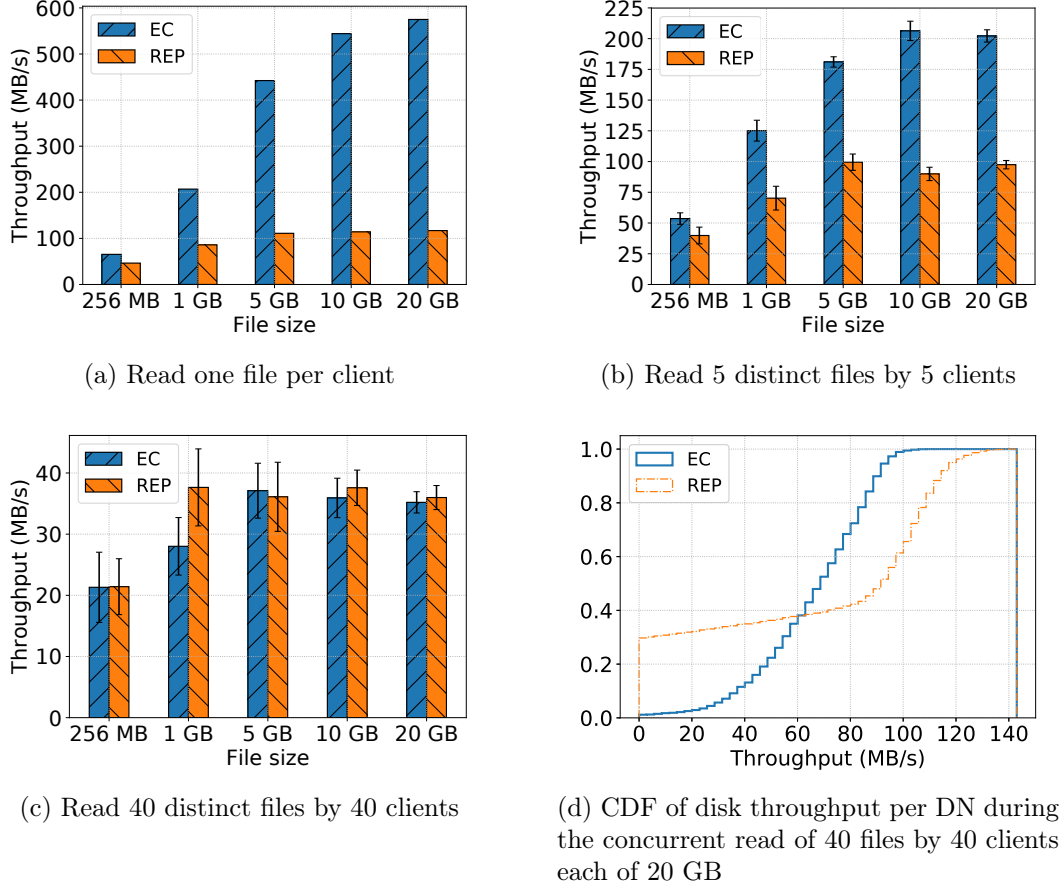 Throughput (MB/s)
600
500
400
300
200
100
0
EC
REP
256 MB 1 GB 5 GB 10 GB 20 GB
File size
(a) Read one file per client
Throughput (MB/s)
225
200
175
150
125
100
75
50
25
0
EC
REP
256 MB 1 GB 5 GB 10 GB 20 GB
File size
(b) Read 5 distinct files by 5 clients
Throughput (MB/s)
40
30
20
10
0
EC
REP
256 MB 1 GB 5 GB 10 GB 20 GB
File size
(c) Read 40 distinct files by 40 clients
1.0
0.8
0.6
0.4
0.2
0.0
EC
REP
0 20 40 60 80 100 120 140
Throughput (MB/s)
(d) CDF of disk throughput per DN during
the concurrent read of 40 files by 40 clients
each of 20 GB